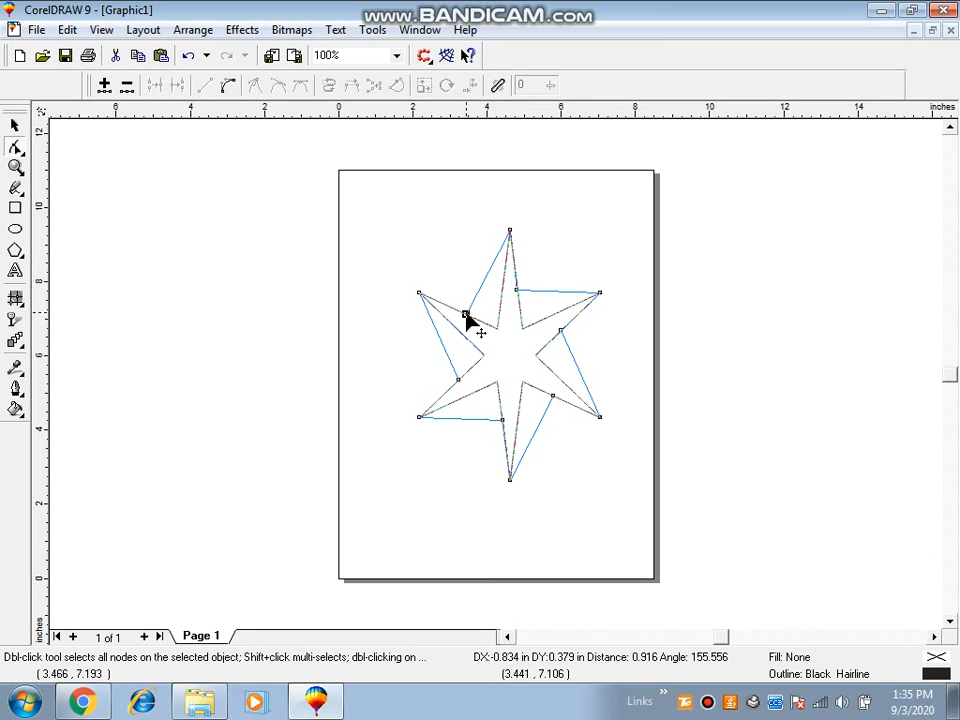 CorelDRAW 9 - [Graphic1]
www.BANDICAM.com
File Edit View Layout Arrange Effects Bitmaps Text Tools Window Help
100%
0
6 4 2 0 2 4 6 8 10 12 14 inches
12
10
8
6
4
2
0
inches
1 of 1
Page 1
Dbl-click tool selects all nodes on the selected object; Shift+click multi-selects; dbl-clicking on ...
DX:-0.834 in DY:0.379 in Distance: 0.916 Angle: 155.556
Fill: None
( 3.466 , 7.193 )
(3.441 , 7.106 )
Outline: Black Hairline
Links
»
1:35 PM
9/3/2020